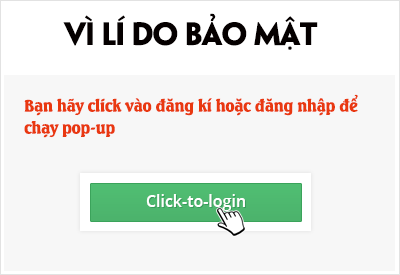 VÌ LÍ DO BẢO MẬT
Bạn hãy click vào đăng kí hoặc đăng nhập để
chạy pop-up
Click-to-login